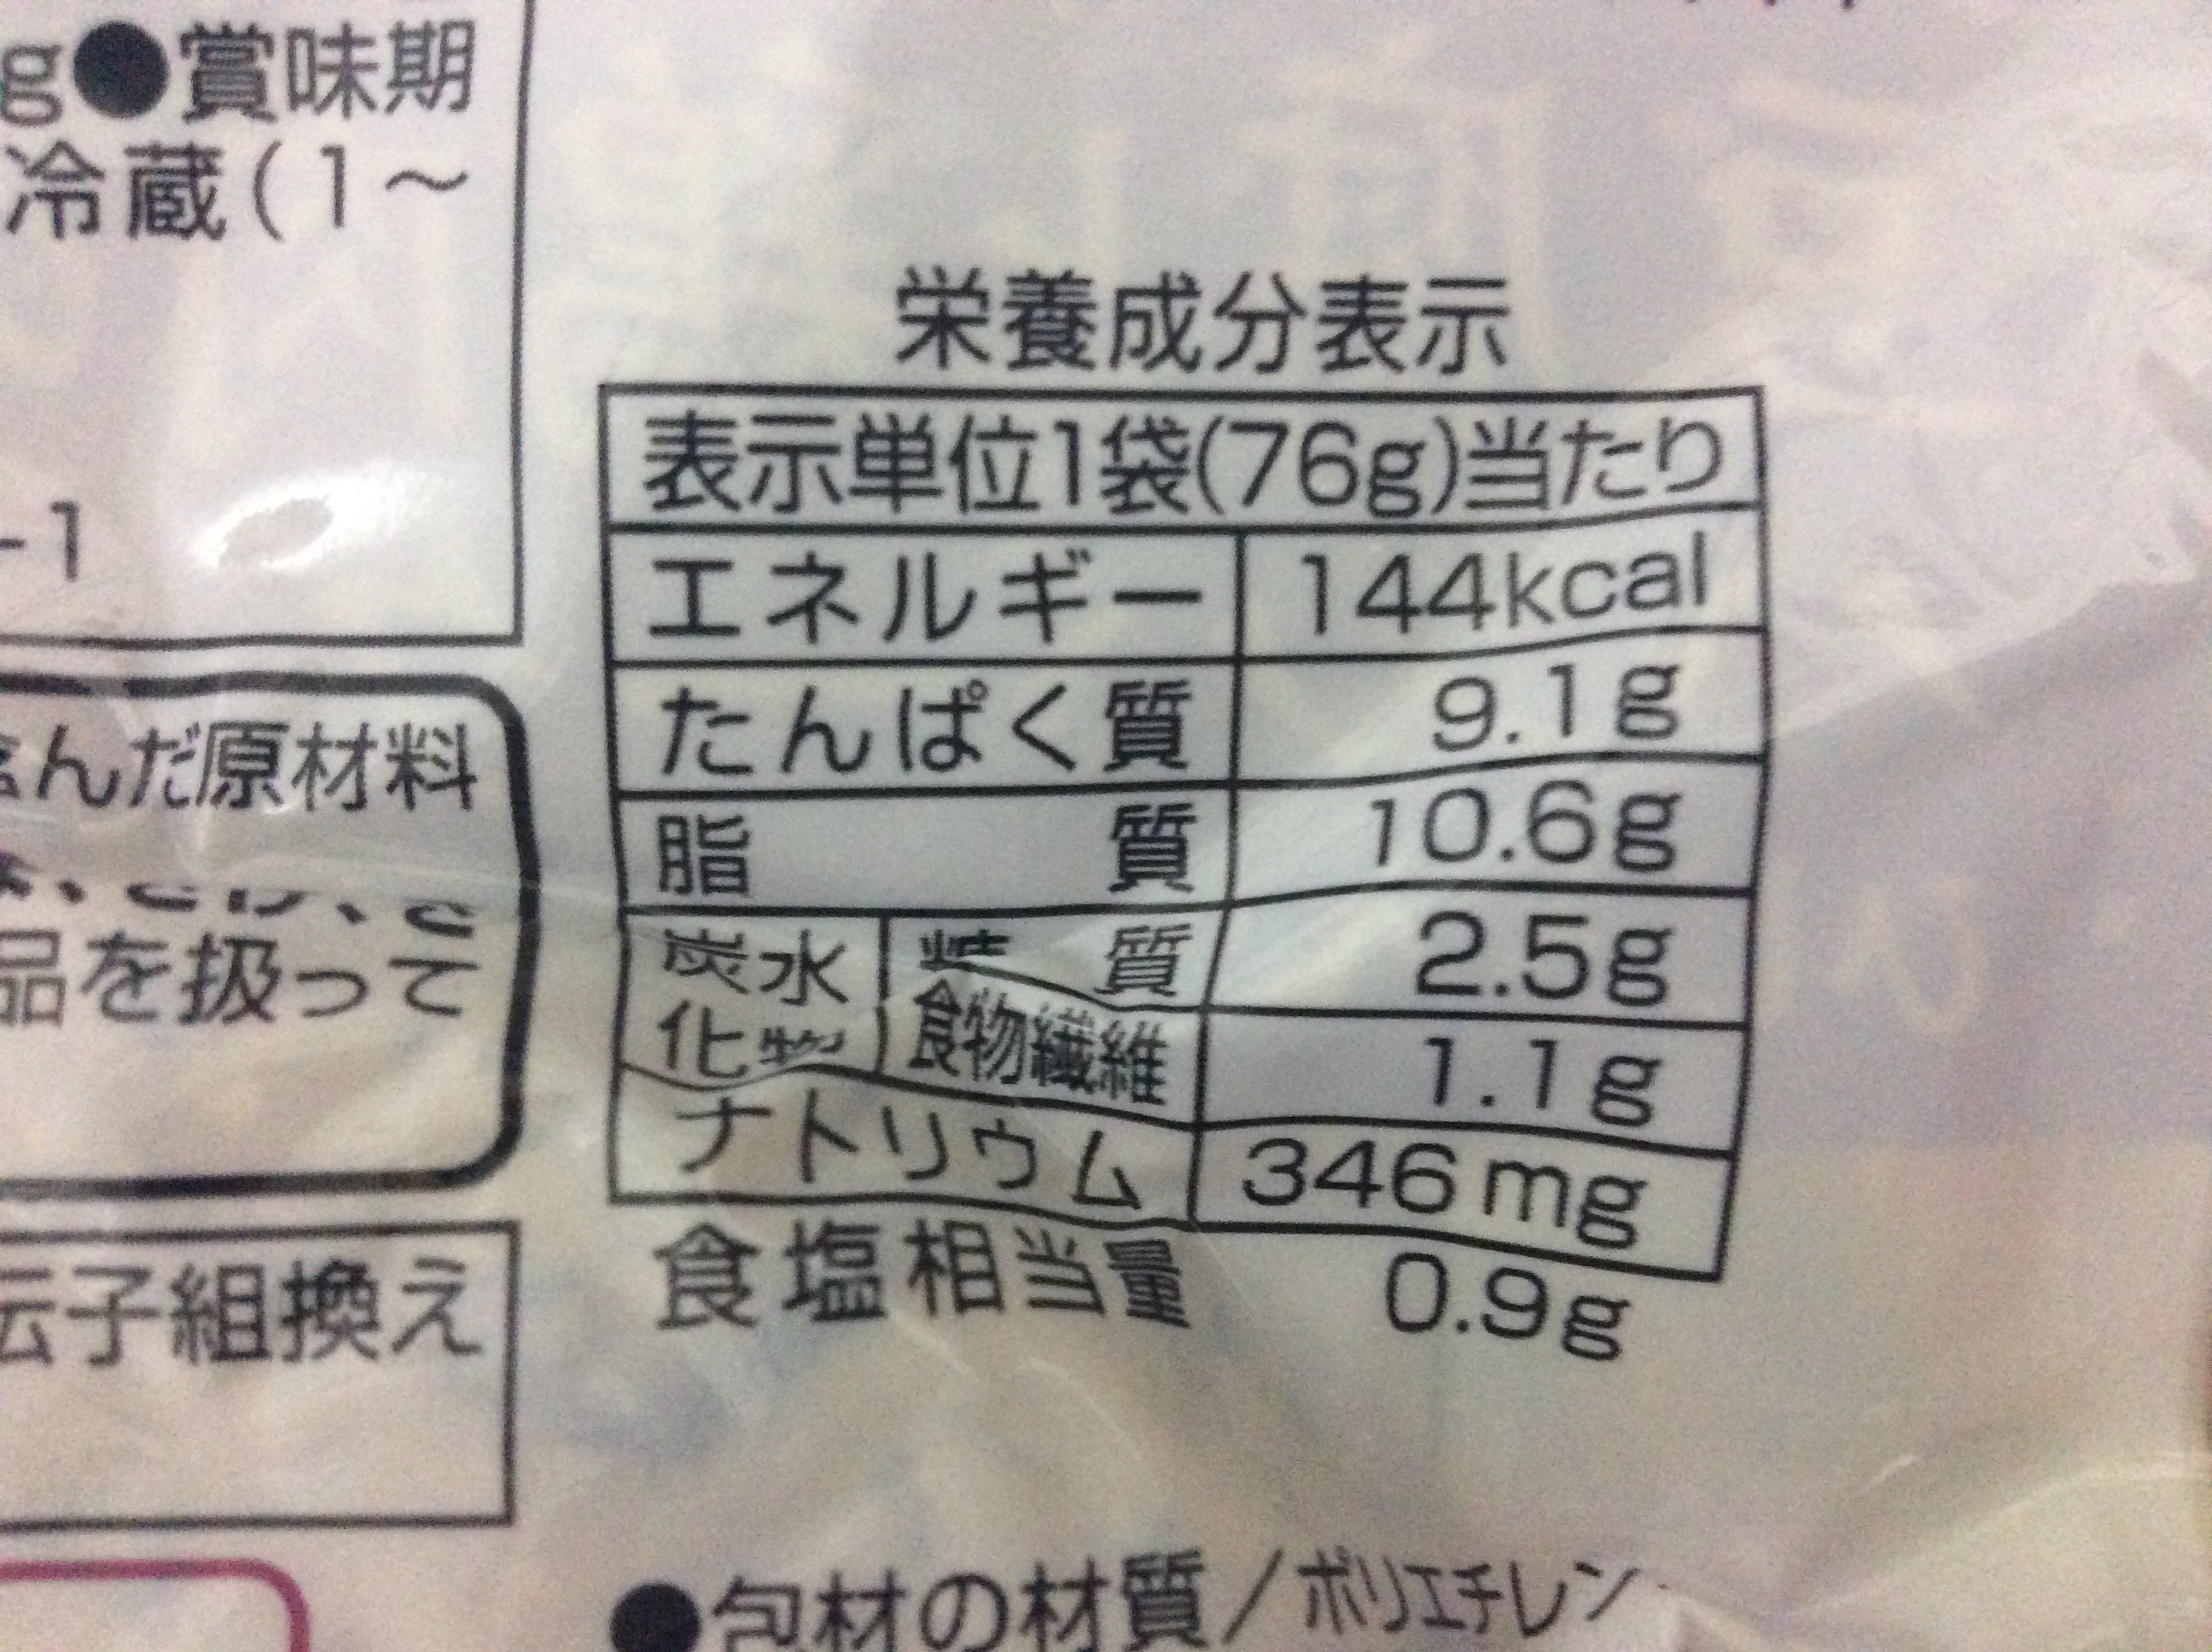 g●賞味期
冷蔵(1～
-1
んだ原材料
品を扱って
伝子組換え
栄養成分表示
表示単位1袋(76g)当たり
エネルギー 144kcal
たんぱく質 9.1g
脂質 10.6g
炭水化物 糖質 2.5g
食物繊維 1.1g
ナトリウム 346mg
食塩相当量 0.9g
●包材の材質/ポリエチレン